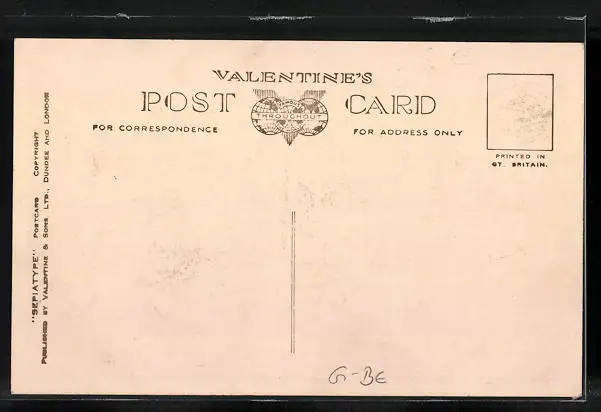 VALENTINE'S
POST CARD
FAMOUS
THROUGHOUT
FOR CORRESPONDENCE
FOR ADDRESS ONLY
PRINTED IN
GT. BRITAIN.
"SEPIATYPE" POSTCARD COPYRIGHT
PUBLISHED BY VALENTINE & SONS LTD., DUNDEE AND LONDON
G-BE